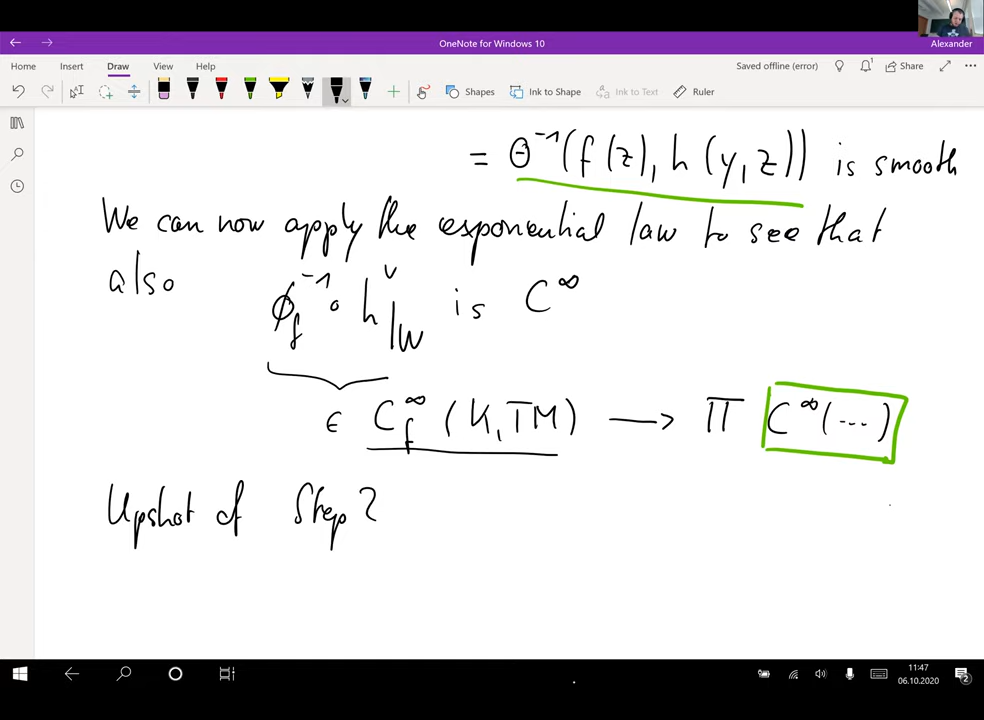 Alexander
OneNote for Windows 10
Home Insert Draw View Help
Saved offline (error) Share
Shapes Ink to Shape Ink to Text Ruler
= Θ⁻¹(f(z), h(y,z)) is smooth
We can now apply the exponential law to see that
also
ϕ_f⁻¹ ∘ h^∨|_W is C^∞
∈ C_f^∞(K,TM) ⟶ Π C^∞(---)
Upshot of Step 2
11:47
06.10.2020
2